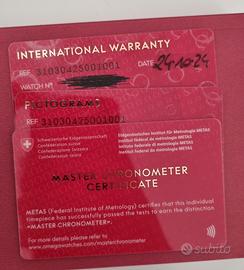 INTERNATIONAL WARRANTY
REF 31030425001001
WATCH N°
DATE 24-10-24
PICTOGRAMS
REF 31030425001001
Schweizerische Eidgenossenschaft
Confédération suisse
Confederazione Svizzera
Confederaziun svizra
Eidgenössisches Institut für Metrologie METAS
Institut fédéral de métrologie METAS
Istituto federale di metrologia METAS
Institut federal da metrologia METAS
MASTER CHRONOMETER
CERTIFICATE
METAS (Federal Institute of Metrology) certifies that this individual
timepiece has successfully passed the tests to earn the distinction
«MASTER CHRONOMETER».
For more details please refer to
www.omegawatches.com/masterchronometer
subito